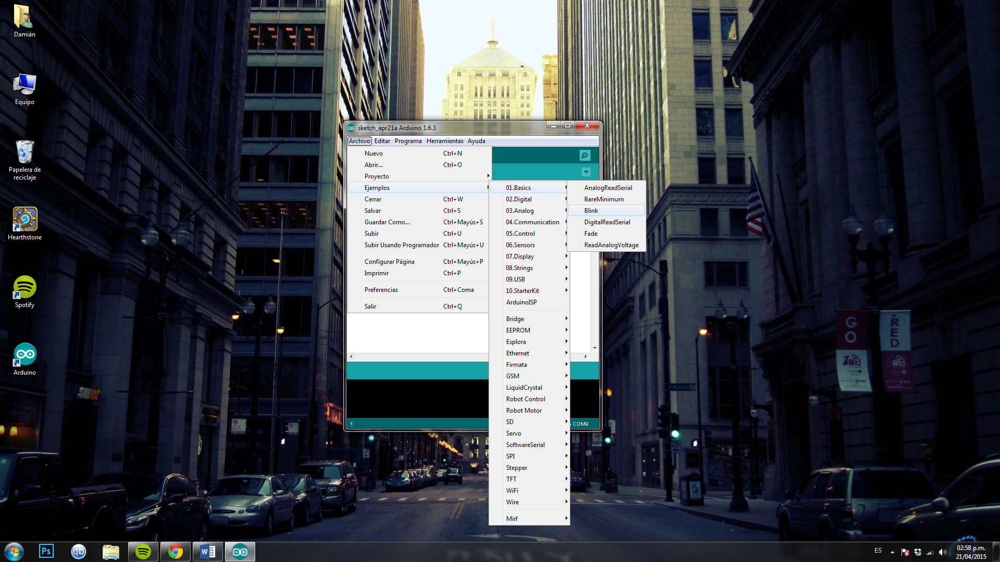 Damián
Equipo
Papelera de
reciclaje
Hearthstone
Spotify
Arduino
sketch_apr21a Arduino 1.6.3
Archivo Editar Programa Herramientas Ayuda
Nuevo Ctrl+N
Abrir... Ctrl+O
Proyecto
Ejemplos
Cerrar Ctrl+W
Salvar Ctrl+S
Guardar Como... Ctrl+Mayús+S
Subir Ctrl+U
Subir Usando Programador Ctrl+Mayús+U
Configurar Página Ctrl+Mayús+P
Imprimir Ctrl+P
Preferencias Ctrl+Coma
Salir Ctrl+Q
01.Basics
02.Digital
03.Analog
04.Communication
05.Control
06.Sensors
07.Display
08.Strings
09.USB
10.StarterKit
ArduinoISP
Bridge
EEPROM
Esplora
Ethernet
Firmata
GSM
LiquidCrystal
Robot Control
Robot Motor
SD
Servo
SoftwareSerial
SPI
Stepper
TFT
WiFi
Wire
Mirf
AnalogReadSerial
BareMinimum
Blink
DigitalReadSerial
Fade
ReadAnalogVoltage
1
COM9
GO
RED
Ps
qb
W
ES
02:58 p.m.
21/04/2015